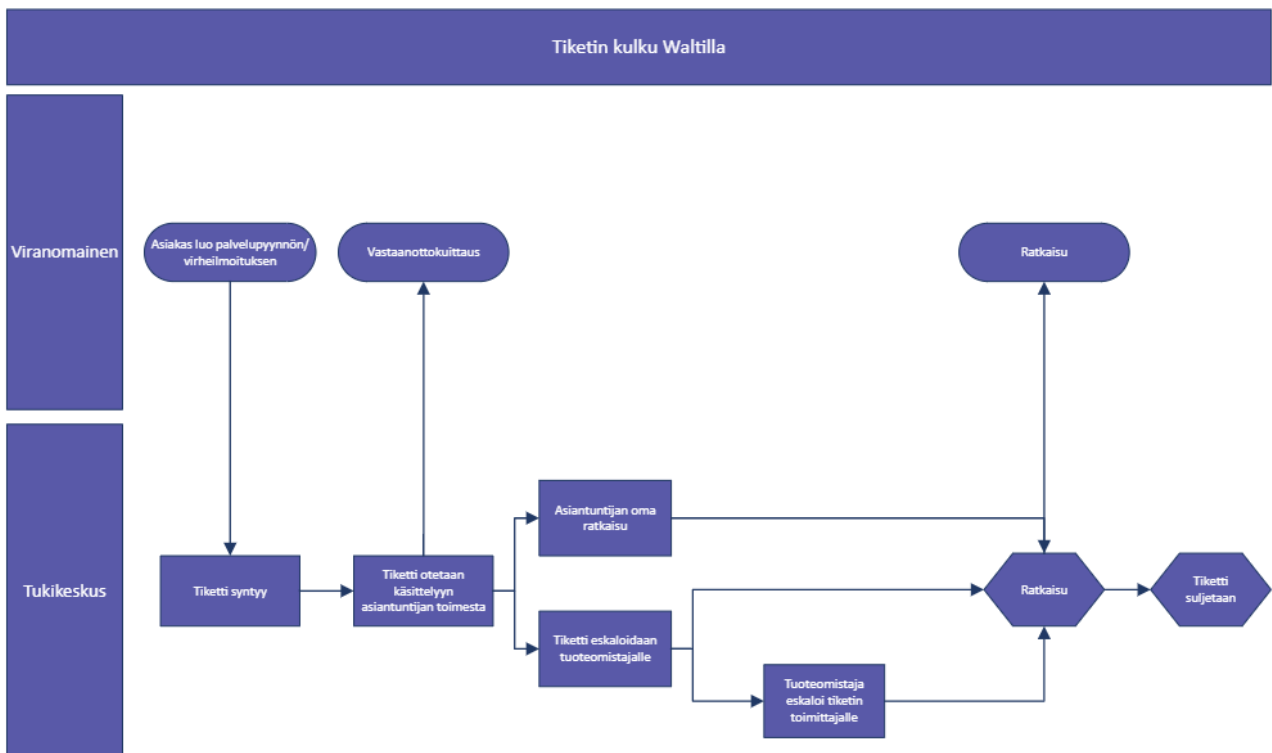 Tiketin kulku Waltilla
Viranomainen
Asiakas luo palvelupyynnön/
virheilmoituksen
Vastaanottokuittaus
Ratkaisu
Tukikeskus
Tiketti syntyy
Tiketti otetaan
käsittelyyn
asiantuntijan toimesta
Asiantuntijan oma
ratkaisu
Tiketti eskaloidaan
tuoteomistajalle
Tuoteomistaja
eskaloi tiketin
toimittajalle
Ratkaisu
Tiketti
suljetaan